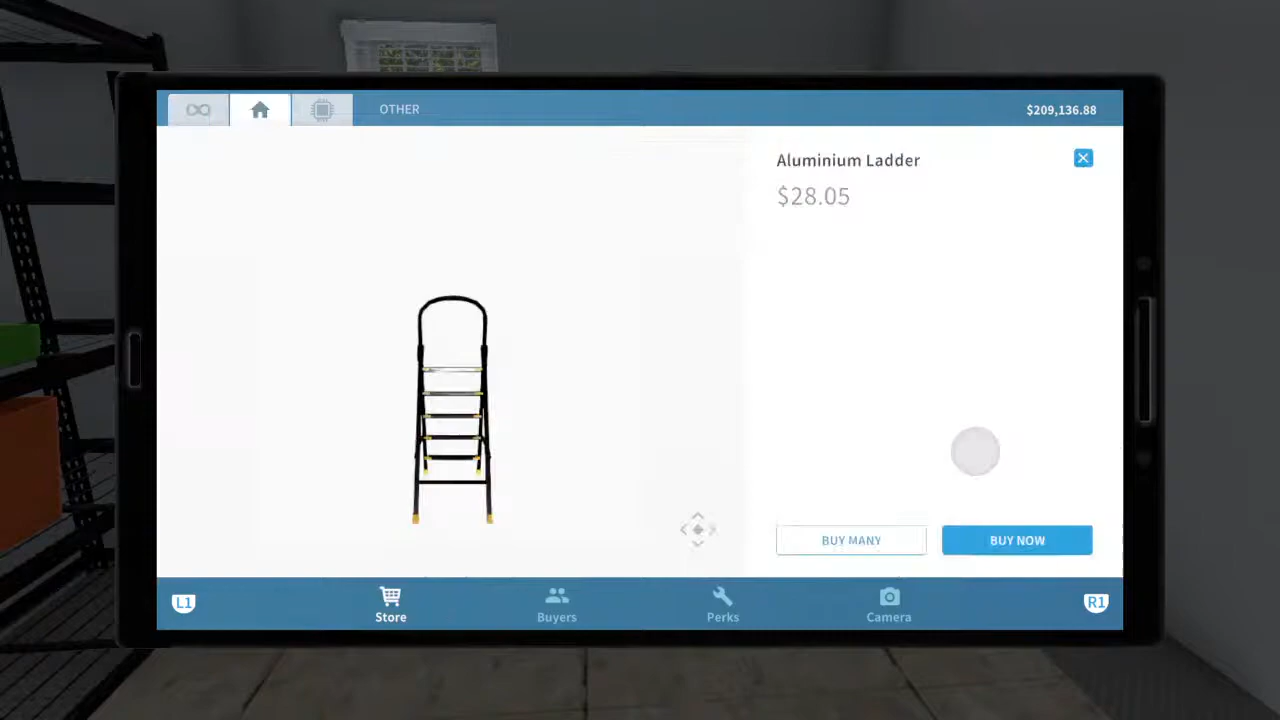 OTHER
$209,136.88
Aluminium Ladder
$28.05
BUY MANY
BUY NOW
L1
Store
Buyers
Perks
Camera
R1